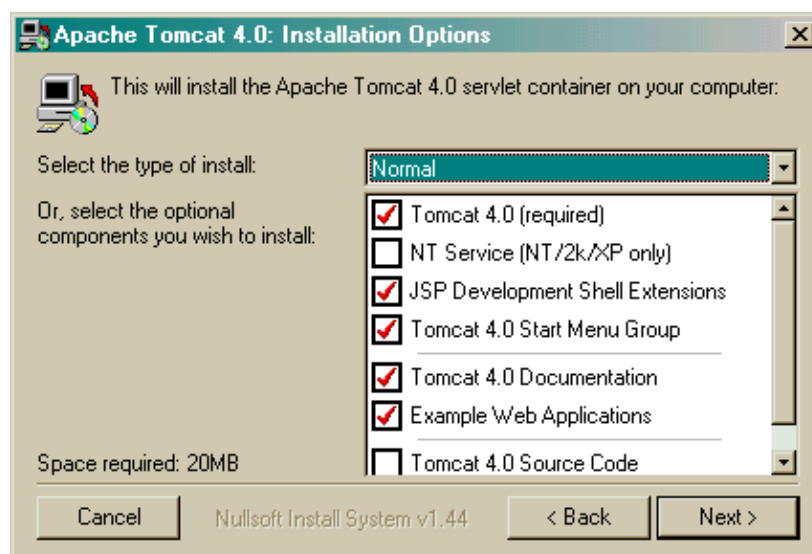 Apache Tomcat 4.0: Installation Options
This will install the Apache Tomcat 4.0 servlet container on your computer:
Select the type of install:
Normal
Or, select the optional
components you wish to install:
Tomcat 4.0 (required)
NT Service (NT/2k/XP only)
JSP Development Shell Extensions
Tomcat 4.0 Start Menu Group
Tomcat 4.0 Documentation
Example Web Applications
Tomcat 4.0 Source Code
Space required: 20MB
Cancel
Nullsoft Install System v1.44
< Back
Next >